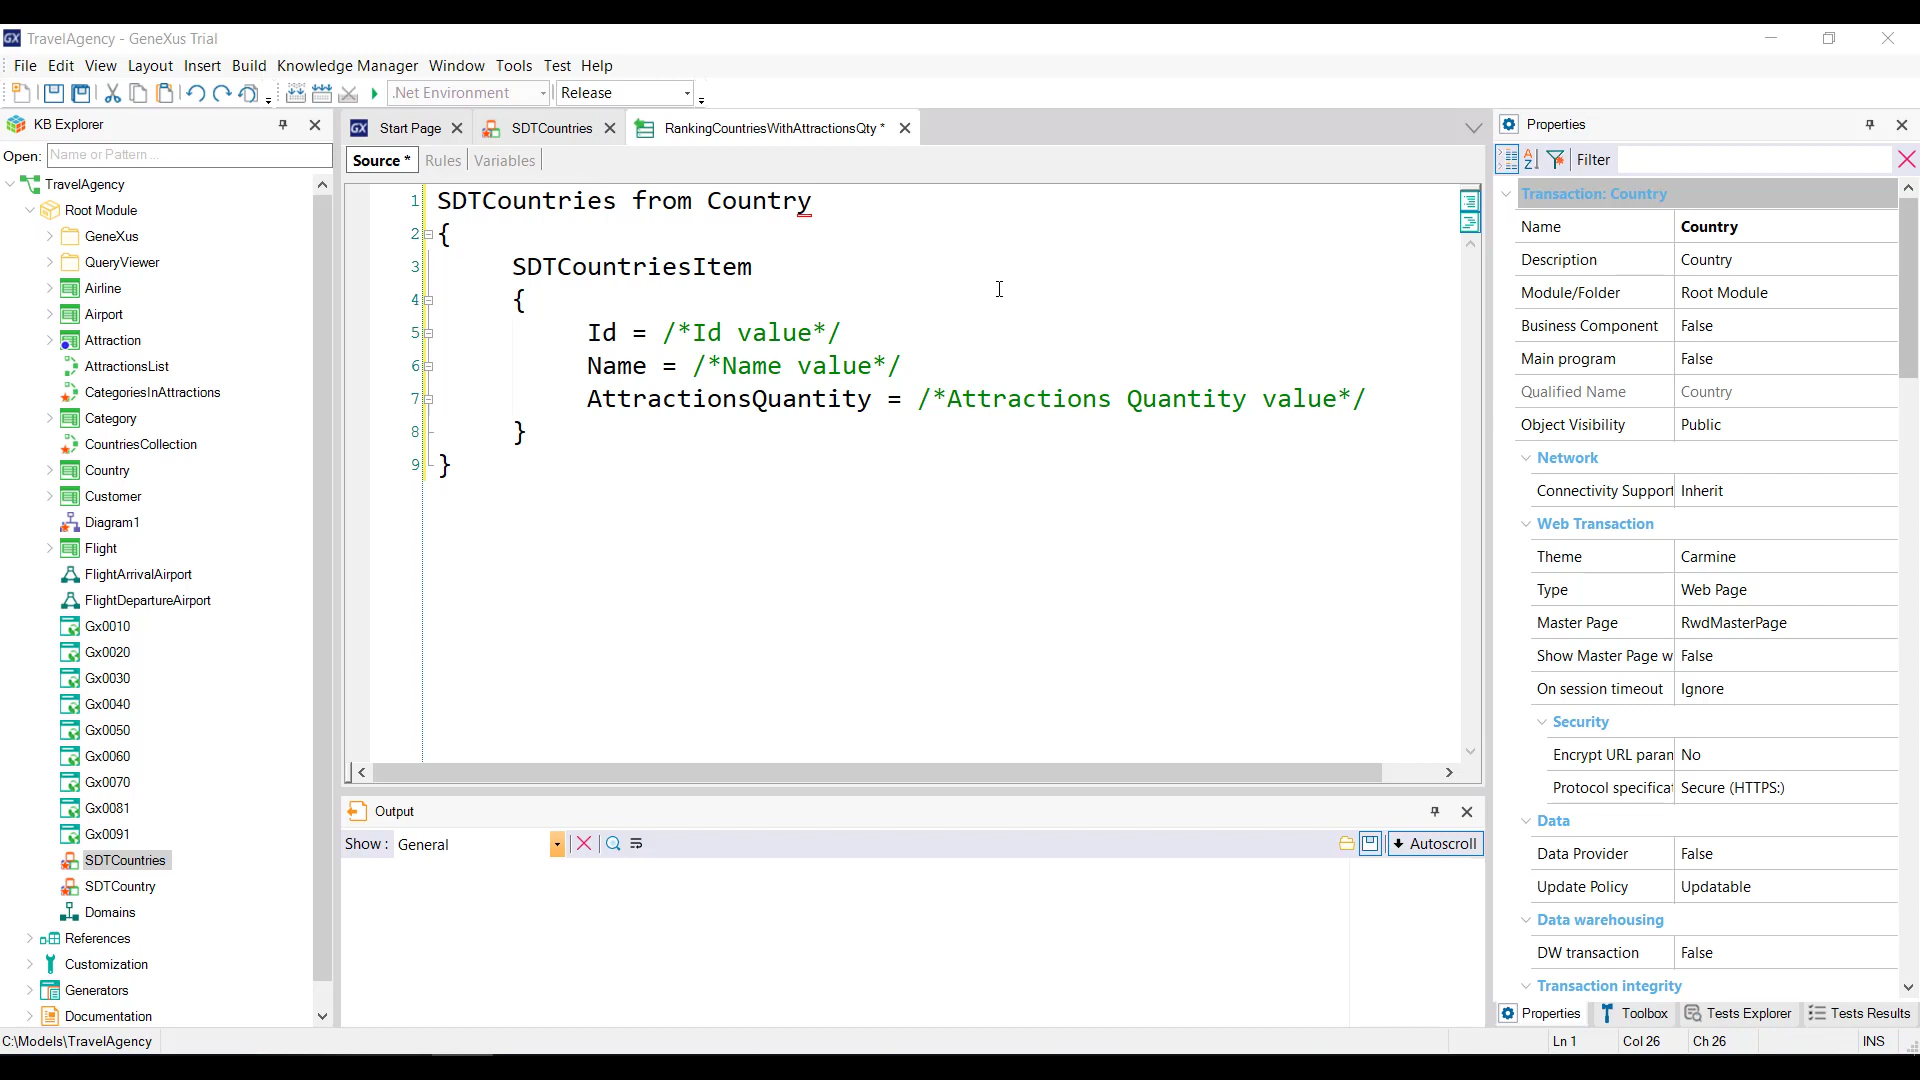 TravelAgency - GeneXus Trial
File Edit View Layout Insert Build Knowledge Manager Window Tools Test Help
.Net Environment Release
KB Explorer
Open: Name or Pattern ...
TravelAgency
Root Module
GeneXus
QueryViewer
Airline
Airport
Attraction
AttractionsList
CategoriesInAttractions
Category
CountriesCollection
Country
Customer
Diagram1
Flight
FlightArrivalAirport
FlightDepartureAirport
Gx0010
Gx0020
Gx0030
Gx0040
Gx0050
Gx0060
Gx0070
Gx0081
Gx0091
SDTCountries
SDTCountry
Domains
References
Customization
Generators
Documentation
Start Page SDTCountries RankingCountriesWithAttractionsQty *
Source * Rules Variables
1 SDTCountries from Country
2 {
3 SDTCountriesItem
4 {
5 Id = /*Id value*/
6 Name = /*Name value*/
7 AttractionsQuantity = /*Attractions Quantity value*/
8 }
9 }
Output
Show : General Autoscroll
Properties
Filter
Transaction: Country
Name Country
Description Country
Module/Folder Root Module
Business Component False
Main program False
Qualified Name Country
Object Visibility Public
Network
Connectivity Support Inherit
Web Transaction
Theme Carmine
Type Web Page
Master Page RwdMasterPage
Show Master Page w False
On session timeout Ignore
Security
Encrypt URL paran No
Protocol specificat Secure (HTTPS:)
Data
Data Provider False
Update Policy Updatable
Data warehousing
DW transaction False
Transaction integrity
Properties Toolbox Tests Explorer Tests Results
C:\Models\TravelAgency Ln 1 Col 26 Ch 26 INS